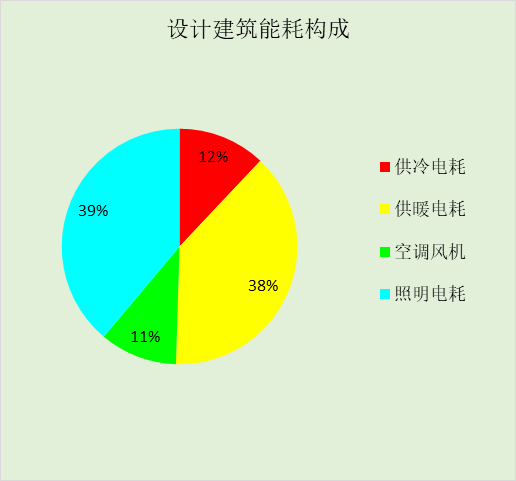 设计建筑能耗构成
12%
38%
11%
39%
供冷电耗
供暖电耗
空调风机
照明电耗